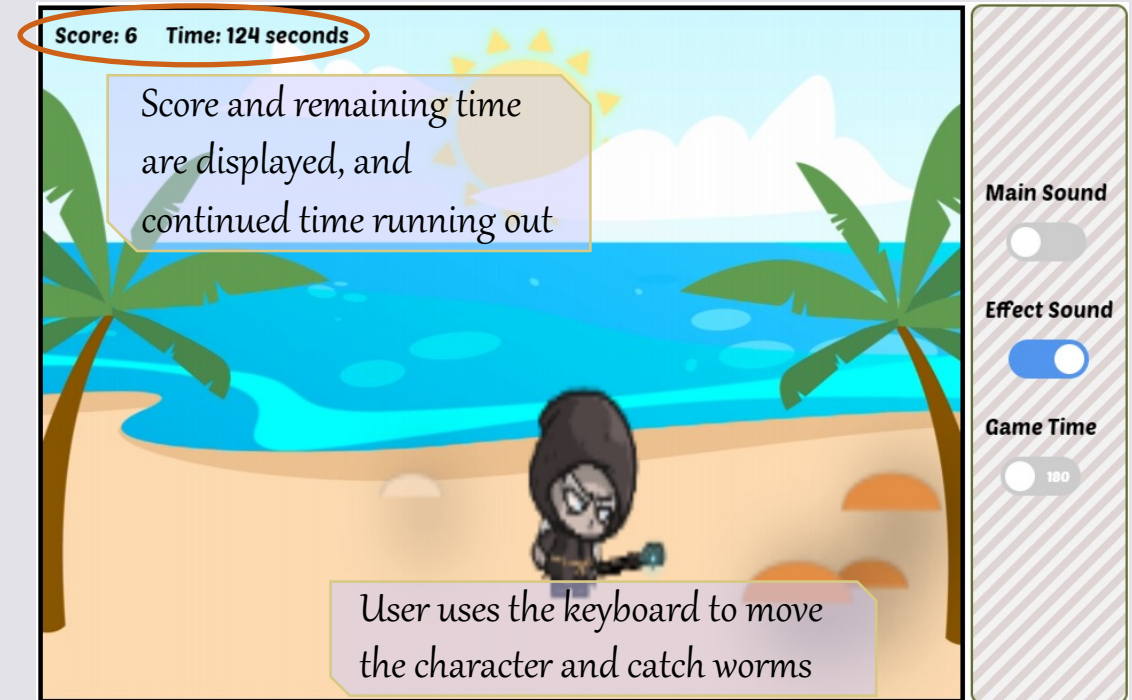 Score: 6 Time: 124 seconds
Score and remaining time
are displayed, and
continued time running out
User uses the keyboard to move
the character and catch worms
Main Sound
Effect Sound
Game Time
180